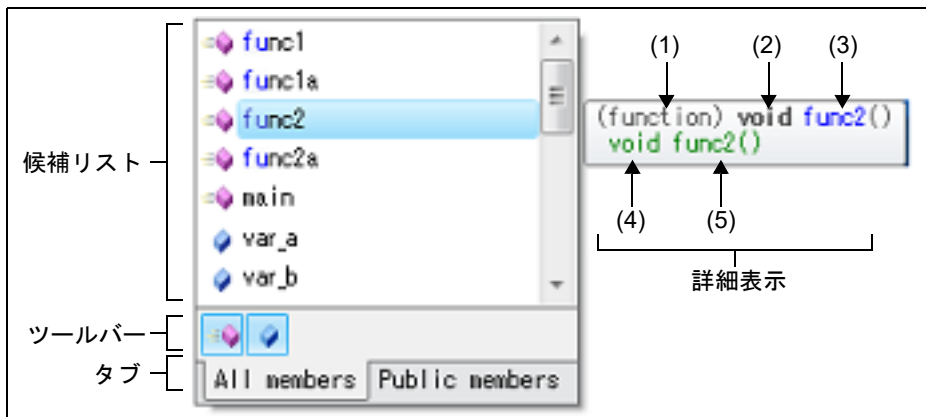 func1
func1a
func2
func2a
main
var_a
var_b
候補リスト
ツールバー
タブ
All members
Public members
(1)
(2)
(3)
(function) void func2()
void func2()
(4)
(5)
詳細表示